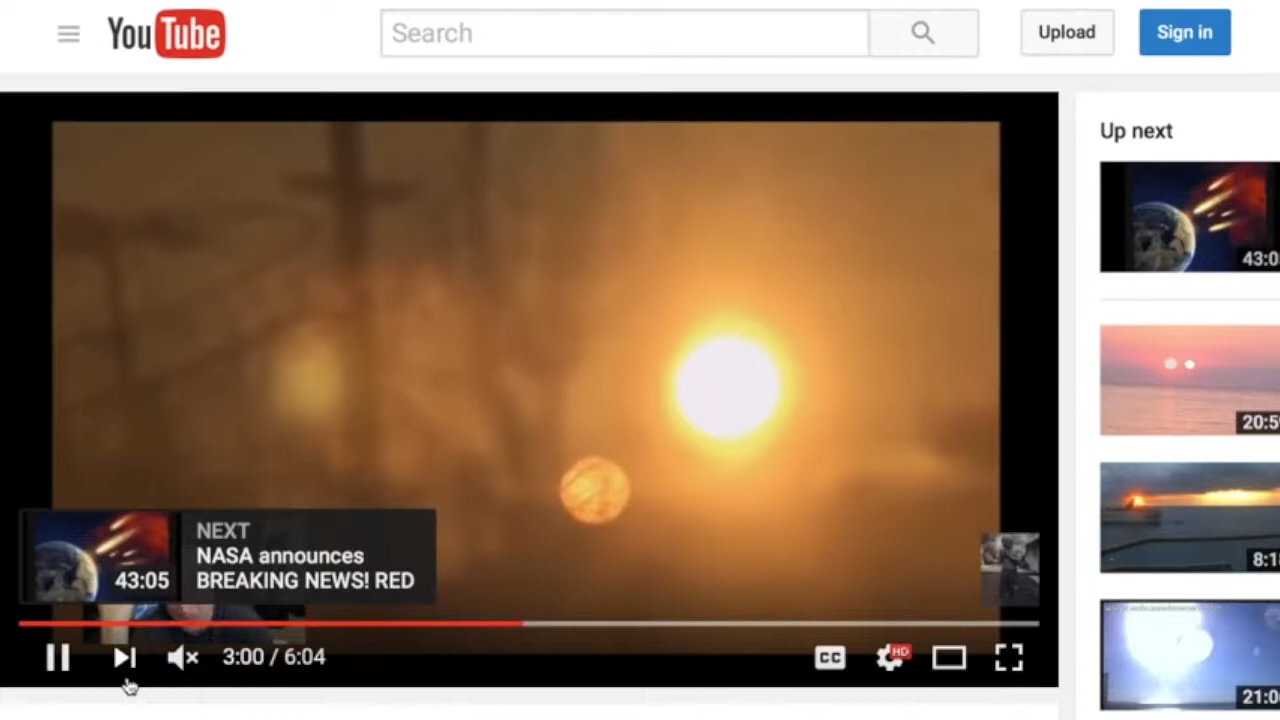 YouTube
Search
Upload
Sign in
Up next
43:0
20:5
8:1
21:0
NEXT
NASA announces
BREAKING NEWS! RED
43:05
3:00 / 6:04
CC
HD